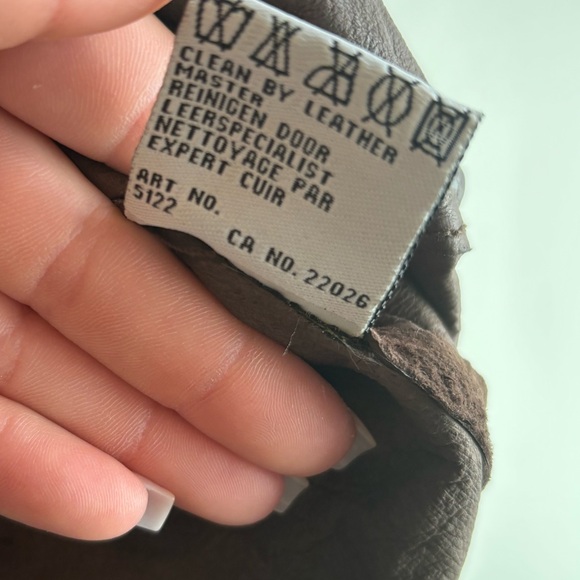 CLEAN BY LEATHER
MASTER
REINIGEN DOOR
LEERSPECIALIST
NETTOYAGE PAR
EXPERT CUIR
ART NO.
5122
CA NO. 22026